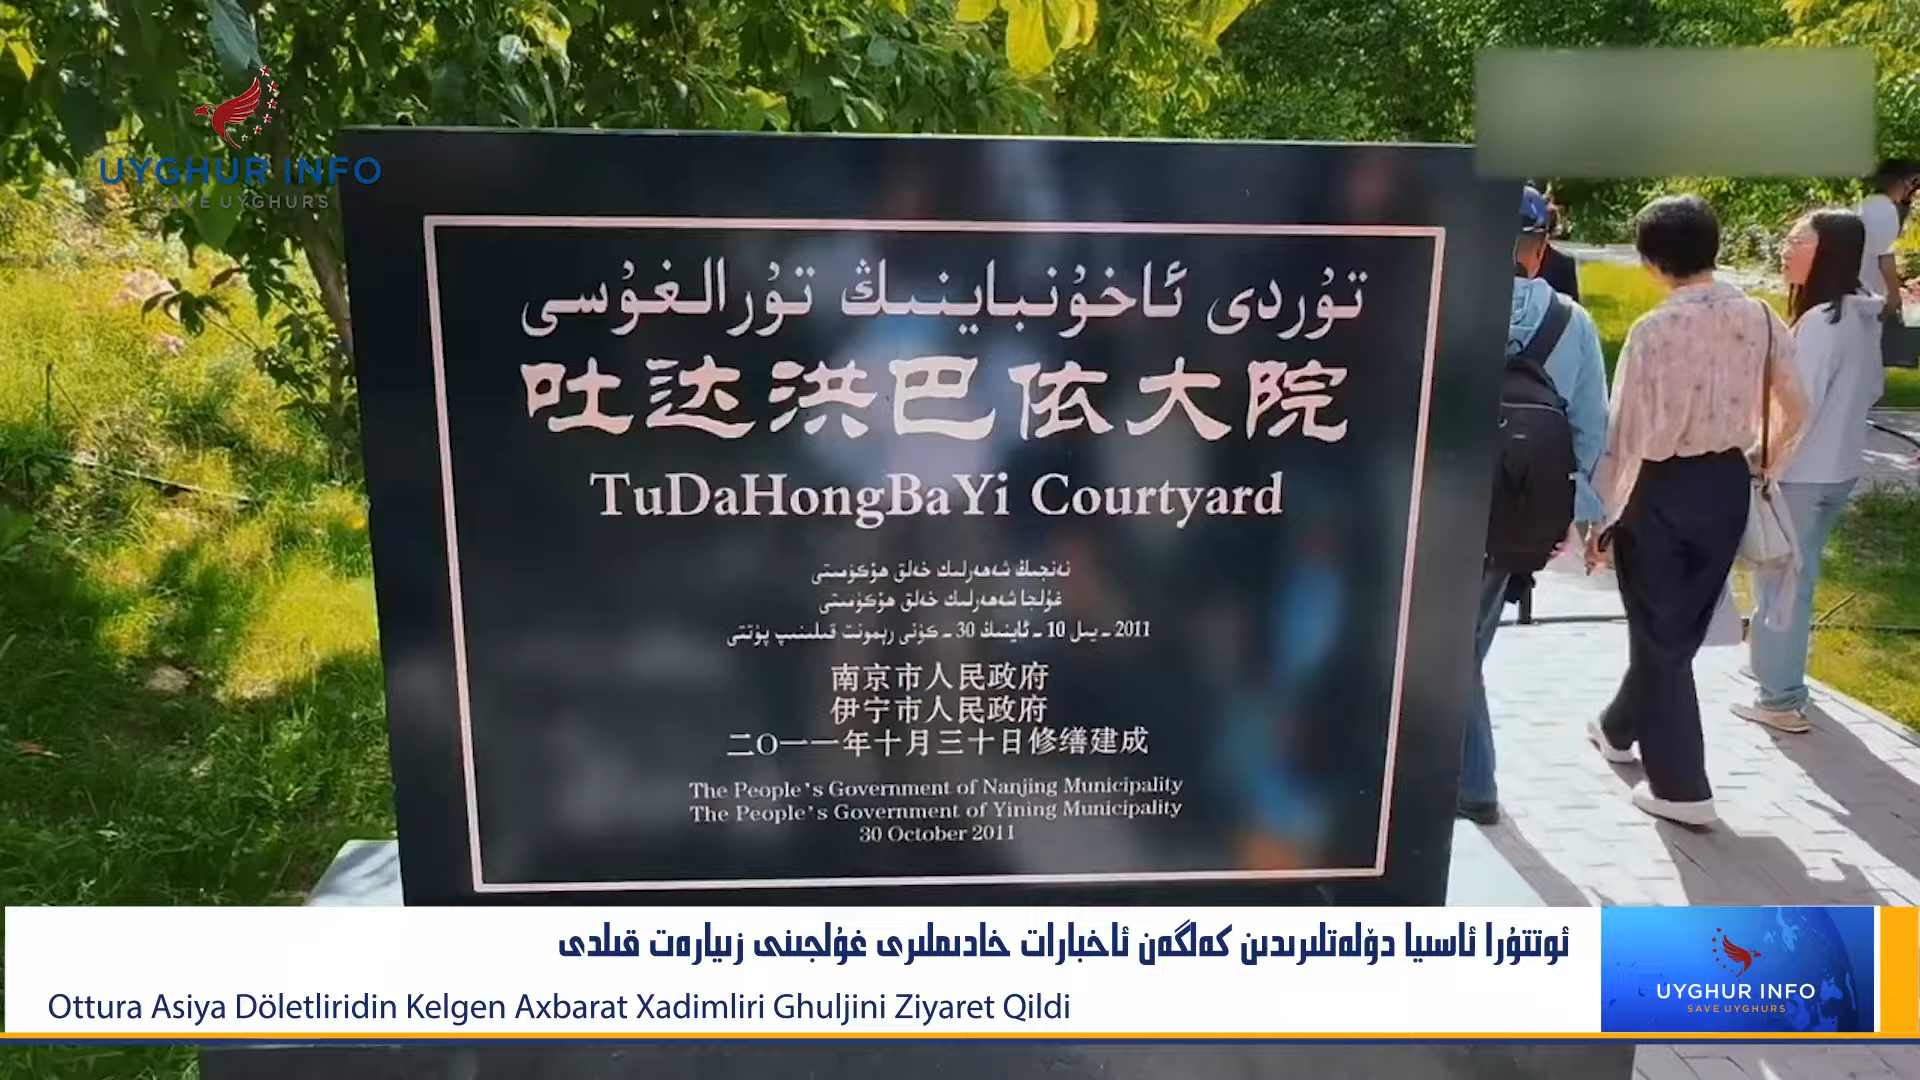 UYGHUR INFO
SAVE UYGHURS
تۇردى ئاخۇنباينىڭ تۇرالغۇسى
吐达洪巴依大院
TuDaHongBaYi Courtyard
نەنجىڭ شەھەرلىك خەلق ھۆكۈمىتى
غۇلجا شەھەرلىك خەلق ھۆكۈمىتى
2011 ـ يىل 10 ـ ئاينىڭ 30 ـ كۈنى رېمونت قىلىنىپ پۈتتى
南京市人民政府
伊宁市人民政府
二〇一一年十月三十日修缮建成
The People's Government of Nanjing Municipality
The People's Government of Yining Municipality
30 October 2011
ئوتتۇرا ئاسىيا دۆلەتلىرىدىن كەلگەن ئاخبارات خادىملىرى غۇلجىنى زىيارەت قىلدى
Ottura Asiya Döletliridin Kelgen Axbarat Xadimliri Ghuljini Ziyaret Qildi
UYGHUR INFO
SAVE UYGHURS